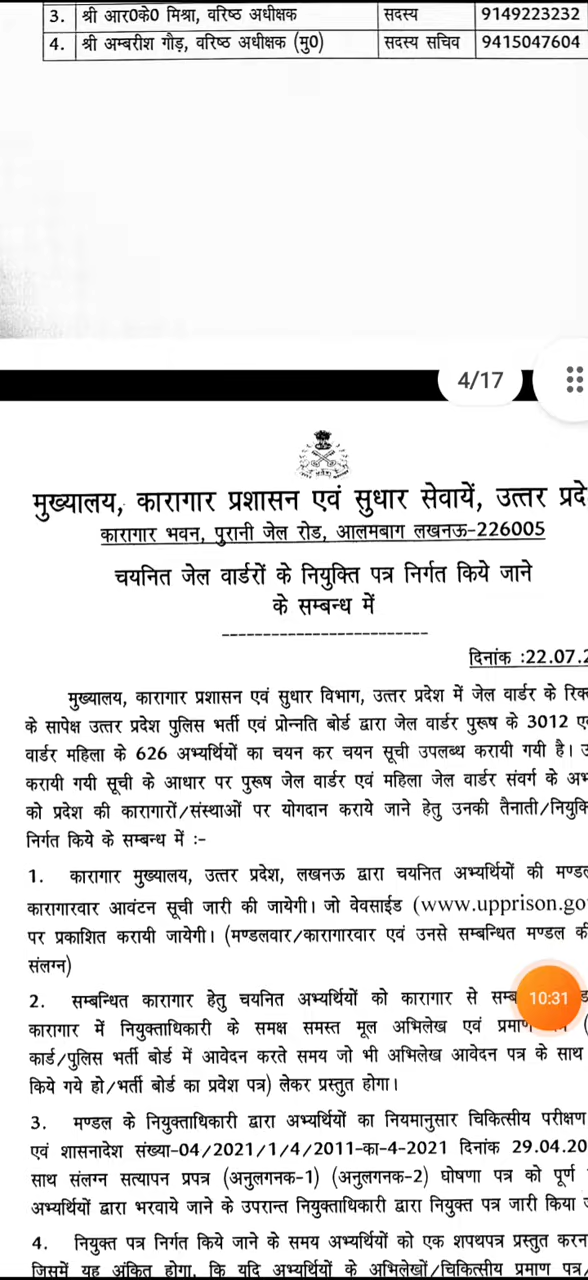 3. श्री आर0के0 मिश्रा, वरिष्ठ अधीक्षक सदस्य 9149223232
4. श्री अम्बरीश गौड़, वरिष्ठ अधीक्षक (मु0) सदस्य सचिव 9415047604
4/17
मुख्यालय, कारागार प्रशासन एवं सुधार सेवायें, उत्तर प्रदे
कारागार भवन, पुरानी जेल रोड, आलमबाग लखनऊ-226005
चयनित जेल वार्डरों के नियुक्ति पत्र निर्गत किये जाने
के सम्बन्ध में
-------------------------
दिनांक :22.07.2
मुख्यालय, कारागार प्रशासन एवं सुधार विभाग, उत्तर प्रदेश में जेल वार्डर के
के सापेक्ष उत्तर प्रदेश पुलिस भर्ती एवं प्रोन्नति बोर्ड द्वारा जेल वार्डर पुरूष के 3012
वार्डर महिला के 626 अभ्यर्थियों का चयन कर चयन सूची उपलब्ध करायी गयी है।
करायी गयी सूची के आधार पर पुरूष जेल वार्डर एवं महिला जेल वार्डर संवर्ग के
को प्रदेश की कारागारों/संस्थाओं पर योगदान कराये जाने हेतु उनकी तैनाती/नियुक्ति
निर्गत किये के सम्बन्ध में :-
1. कारागार मुख्यालय, उत्तर प्रदेश, लखनऊ द्वारा चयनित अभ्यर्थियों की
कारागारवार आवंटन सूची जारी की जायेगी। जो वेवसाईड (www.upprison.go
पर प्रकाशित करायी जायेगी। (मण्डलवार/कारागारवार एवं उनसे सम्बन्धित मण्डल की
संलग्न)
2. सम्बन्धित कारागार हेतु चयनित अभ्यर्थियों को कारागार से
10:31
कारागार में नियुक्ताधिकारी के समक्ष समस्त मूल अभिलेख एवं
कार्ड/पुलिस भर्ती बोर्ड में आवेदन करते समय जो भी अभिलेख आवेदन पत्र के साथ
किये गये हो/भर्ती बोर्ड का प्रवेश पत्र) लेकर प्रस्तुत होगा।
3. मण्डल के नियुक्ताधिकारी द्वारा अभ्यर्थियों का नियमानुसार चिकित्सीय परीक्षण
एवं शासनादेश संख्या-04/2021/1/4/2011-का-4-2021 दिनांक 29.04.20
साथ संलग्न सत्यापन प्रपत्र (अनुलगनक-1) (अनुलगनक-2) घोषणा पत्र को पूर्ण
अभ्यर्थियों द्वारा भरवाये जाने के उपरान्त नियुक्ताधिकारी द्वारा नियुक्त पत्र जारी किया
4. नियुक्त पत्र निर्गत किये जाने के समय अभ्यर्थियों को एक शपथपत्र प्रस्तुत करन
जिसमें यह अंकित होगा, कि यदि अभ्यर्थियों के अभिलेखों/चिकित्सीय प्रमाण पत्र/